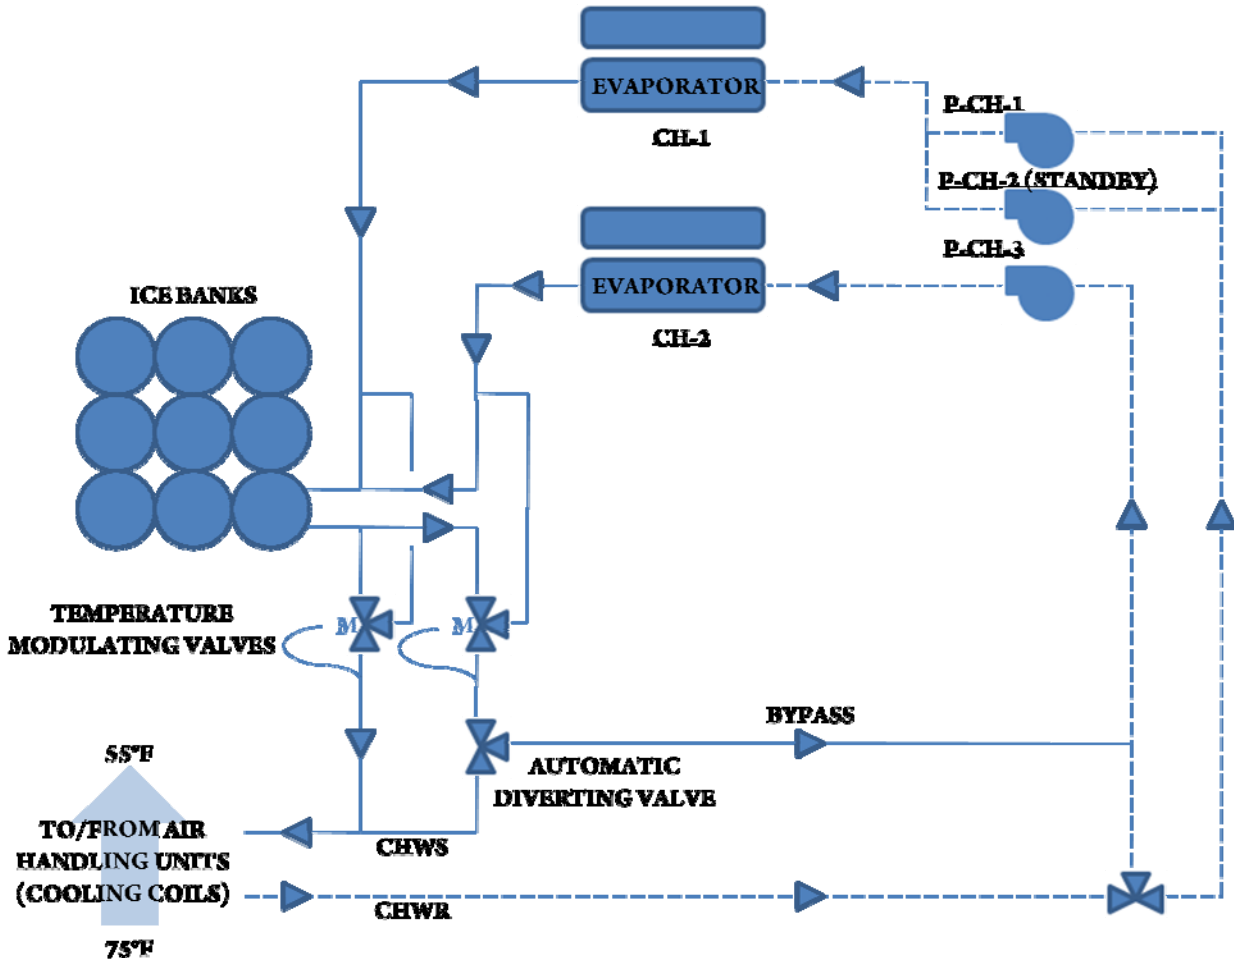 EVAPORATOR
CH-1
P-CH-1
P-CH-2 (STANDBY)
P-CH-3
EVAPORATOR
CH-2
ICE BANKS
TEMPERATURE
MODULATING VALVES
M
M
BYPASS
AUTOMATIC
DIVERTING VALVE
55°F
TO/FROM AIR
HANDLING UNITS
(COOLING COILS)
75°F
CHWS
CHWR